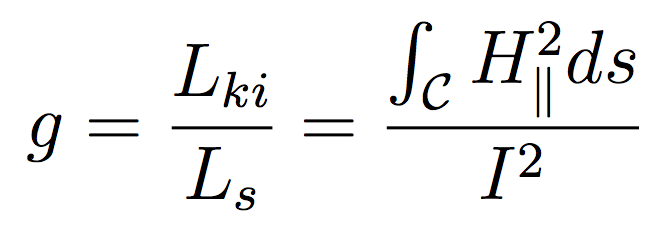 g = \frac{L_{ki}}{L_s} = \frac{\int_{\mathcal{C}} H_{\parallel}^2 ds}{I^2}